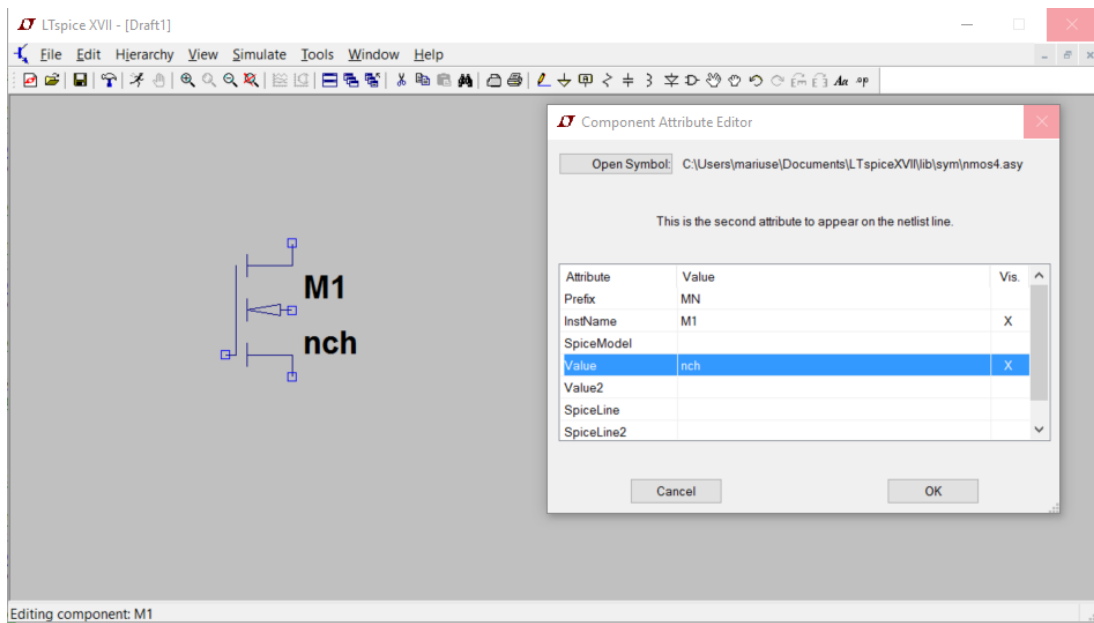 LTspice XVII - [Draft1]
File Edit Hierarchy View Simulate Tools Window Help
Aa .op
Component Attribute Editor
Open Symbol: C:\Users\mariuse\Documents\LTspiceXVII\lib\sym\nmos4.asy
This is the second attribute to appear on the netlist line.
Attribute Value Vis.
Prefix MN
InstName M1 X
SpiceModel
Value nch X
Value2
SpiceLine
SpiceLine2
Cancel OK
M1
nch
Editing component: M1